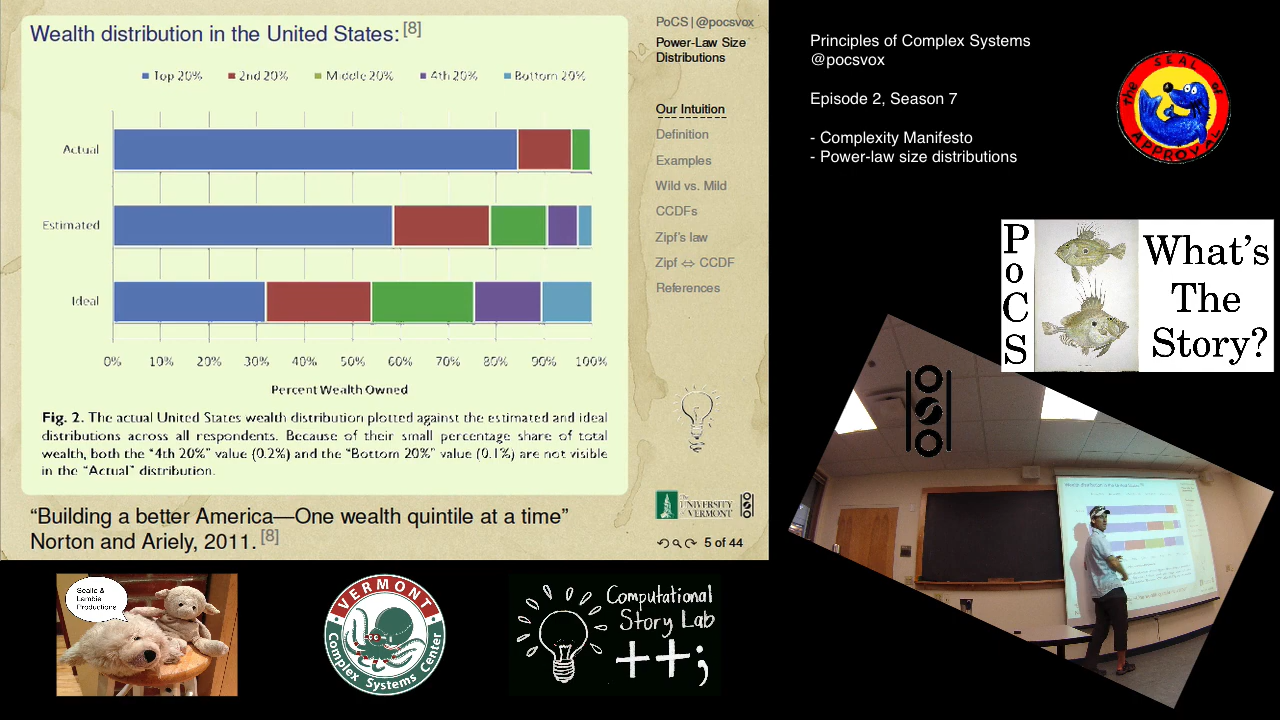 Wealth distribution in the United States: [8]
Top 20% 2nd 20% Middle 20% 4th 20% Bottom 20%
Actual
Estimated
Ideal
0% 10% 20% 30% 40% 50% 60% 70% 80% 90% 100%
Percent Wealth Owned
Fig. 2. The actual United States wealth distribution plotted against the estimated and ideal
distributions across all respondents. Because of their small percentage share of total
wealth, both the “4th 20%” value (0.2%) and the “Bottom 20%” value (0.1%) are not visible
in the “Actual” distribution.
“Building a better America—One wealth quintile at a time”
Norton and Ariely, 2011. [8]
PoCS | @pocsvox
Power-Law Size
Distributions
Our Intuition
Definition
Examples
Wild vs. Mild
CCDFs
Zipf’s law
Zipf ⇔ CCDF
References
The
UNIVERSITY
of VERMONT
5 of 44
Principles of Complex Systems
@pocsvox
Episode 2, Season 7
- Complexity Manifesto
- Power-law size distributions
the SEAL of
APPROVAL
PoCS
What's
The
Story?
Sealie &
Lambie
Productions
VERMONT
Complex Systems Center
Computational
Story Lab
++;